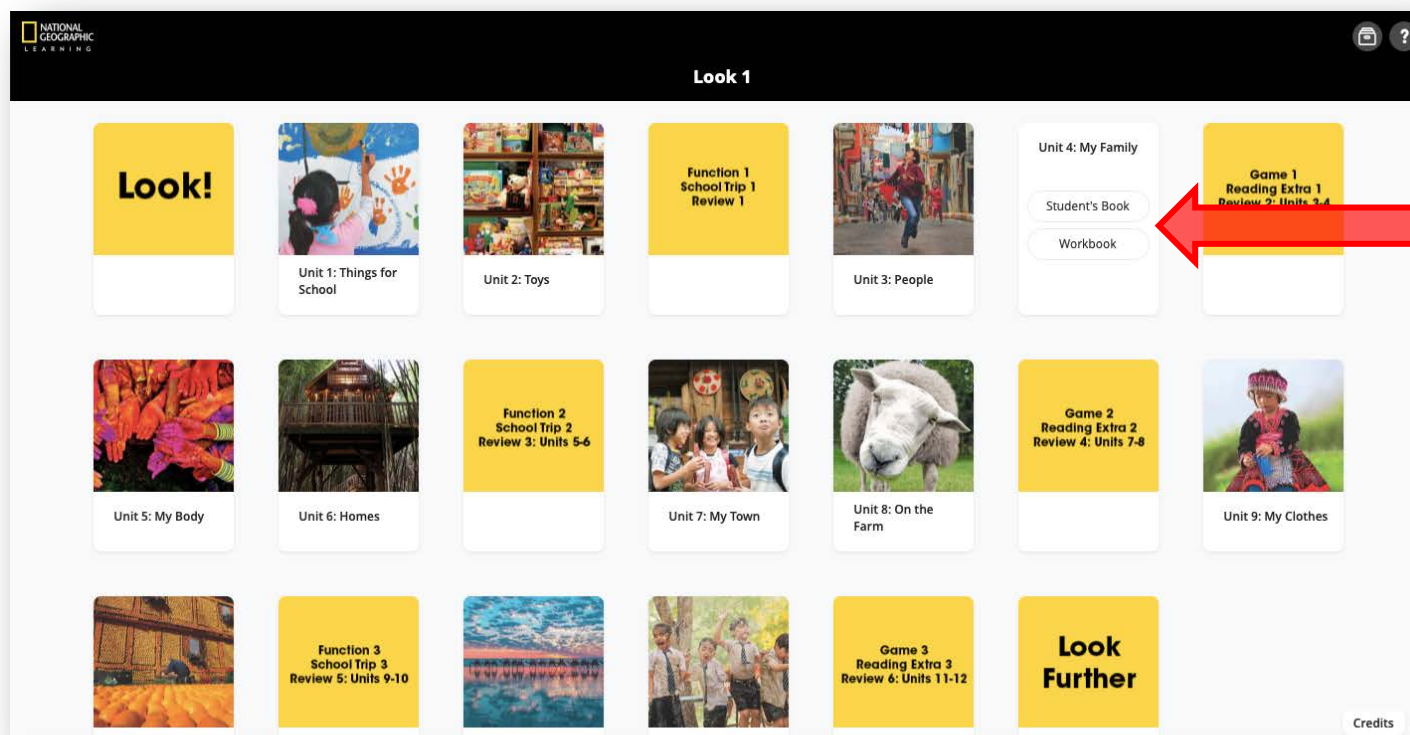 NATIONAL
GEOGRAPHIC
LEARNING
?
Look 1
Look!
Unit 1: Things for
School
Unit 2: Toys
Function 1
School Trip 1
Review 1
Unit 3: People
Unit 4: My Family
Student's Book
Workbook
Game 1
Reading Extra 1
Review 2: Units 3-4
Unit 5: My Body
Unit 6: Homes
Function 2
School Trip 2
Review 3: Units 5-6
Unit 7: My Town
Unit 8: On the
Farm
Game 2
Reading Extra 2
Review 4: Units 7-8
Unit 9: My Clothes
Function 3
School Trip 3
Review 5: Units 9-10
Game 3
Reading Extra 3
Review 6: Units 11-12
Look
Further
Credits